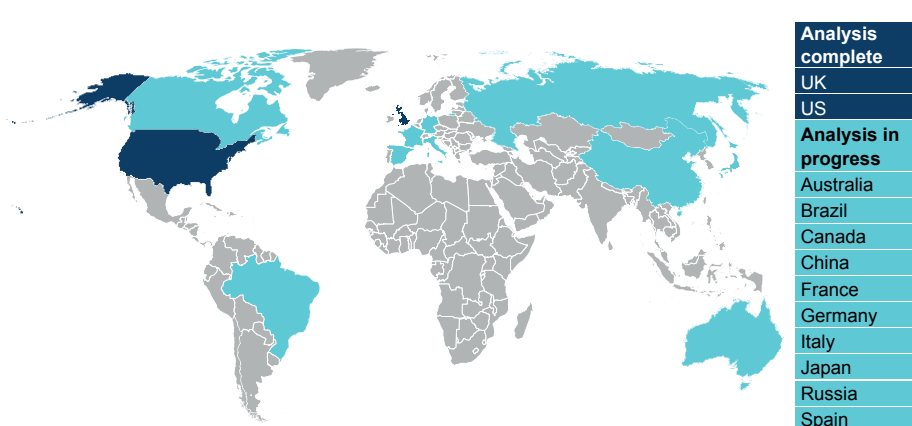 Analysis
complete
UK
US
Analysis in
progress
Australia
Brazil
Canada
China
France
Germany
Italy
Japan
Russia
Spain